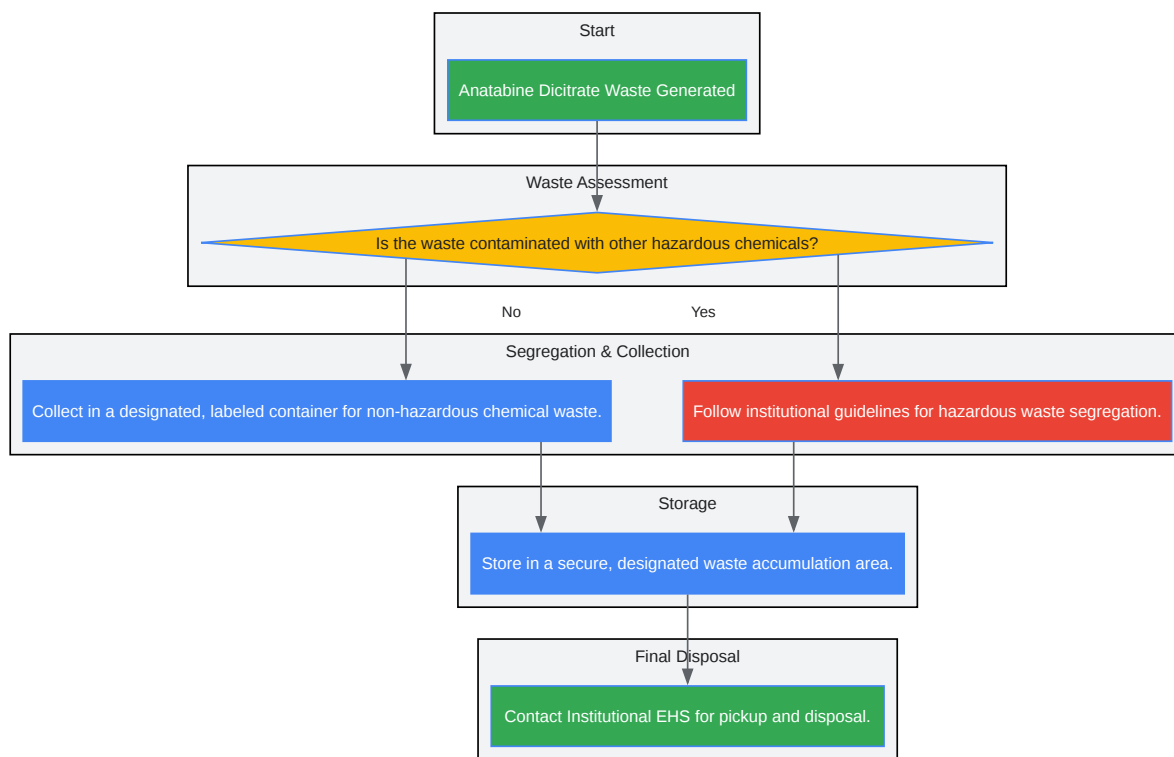 Start
Anatabine Dicitrate Waste Generated
Waste Assessment
Is the waste contaminated with other hazardous chemicals?
No
Yes
Segregation & Collection
Collect in a designated, labeled container for non-hazardous chemical waste.
Follow institutional guidelines for hazardous waste segregation.
Storage
Store in a secure, designated waste accumulation area.
Final Disposal
Contact Institutional EHS for pickup and disposal.